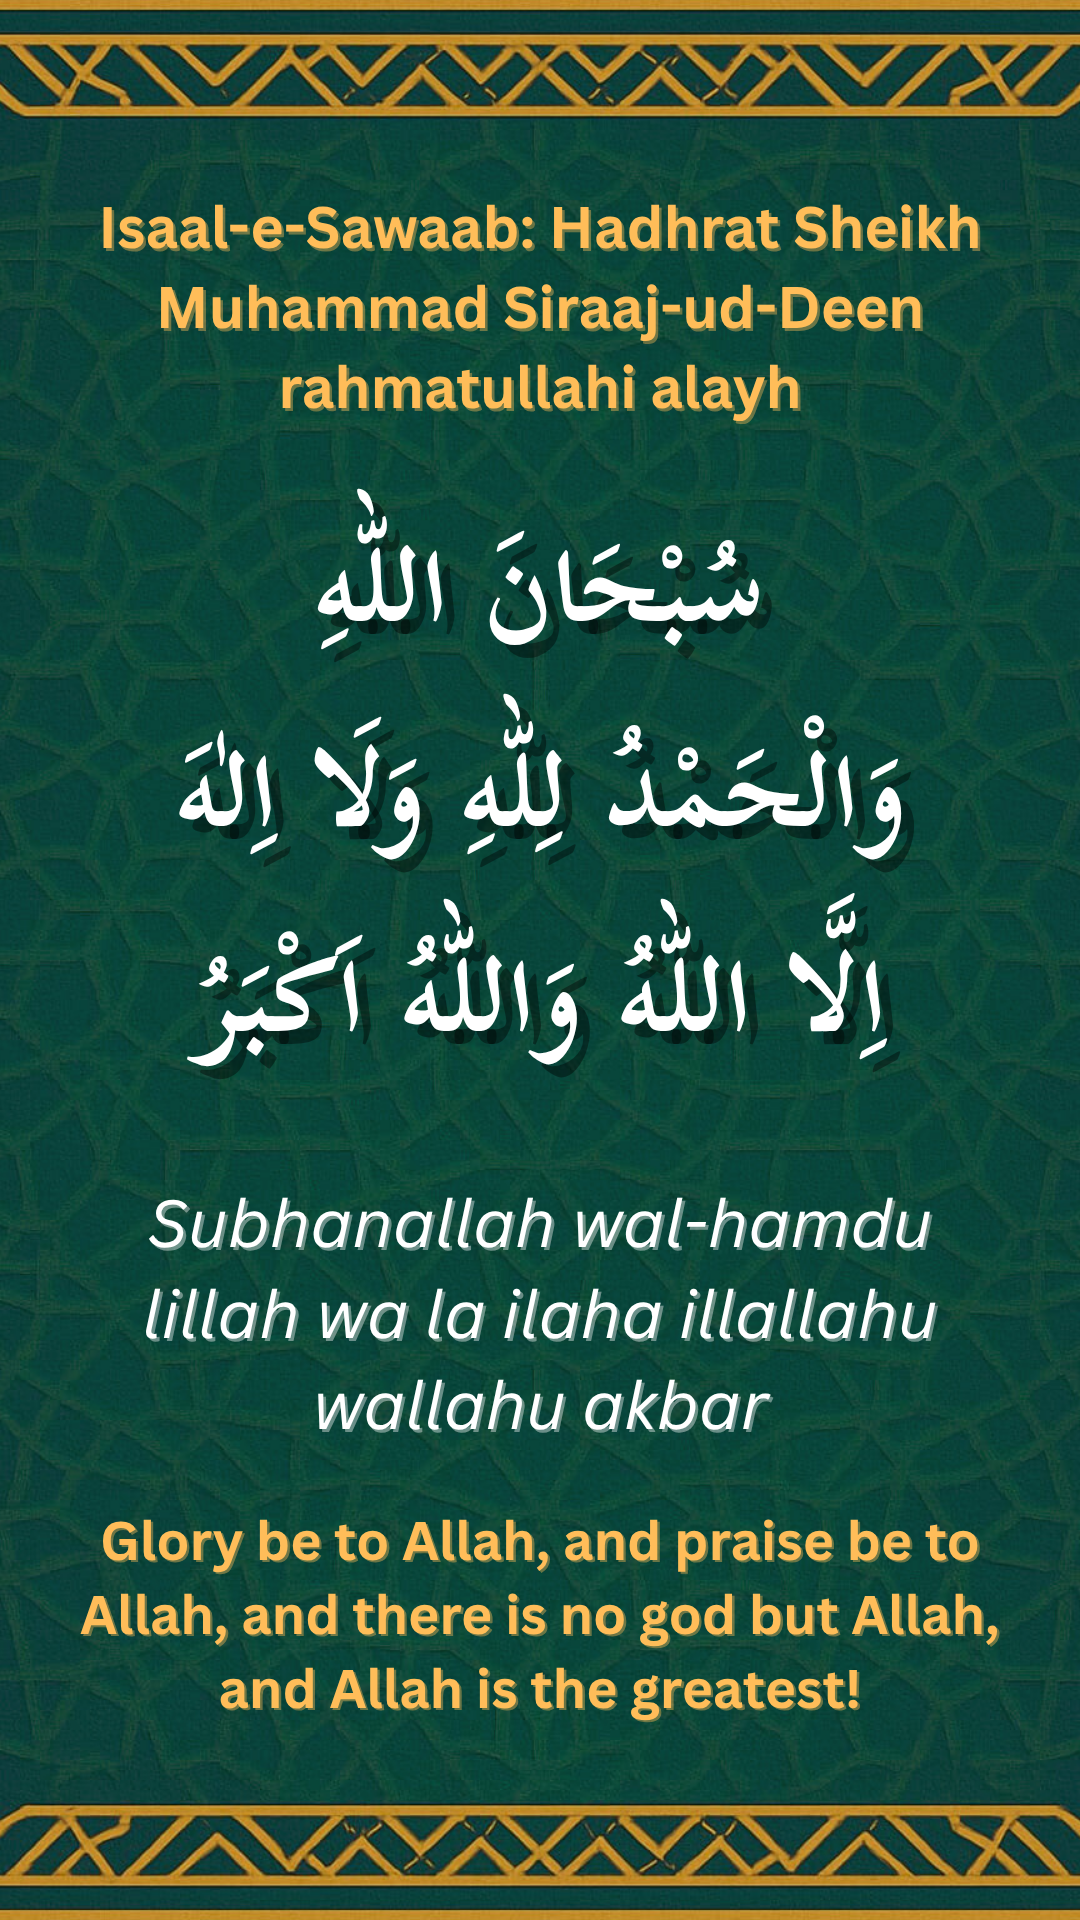 Isaal-e-Sawaab: Hadhrat Sheikh
Muhammad Siraaj-ud-Deen
rahmatullahi alayh
سُبْحَانَ اللّٰهِ
وَالْحَمْدُ لِلّٰهِ وَلَا اِلٰهَ
اِلَّا اللّٰهُ وَاللّٰهُ اَكْبَرُ
Subhanallah wal-hamdu
lillah wa la ilaha illallahu
wallahu akbar
Glory be to Allah, and praise be to
Allah, and there is no god but Allah,
and Allah is the greatest!